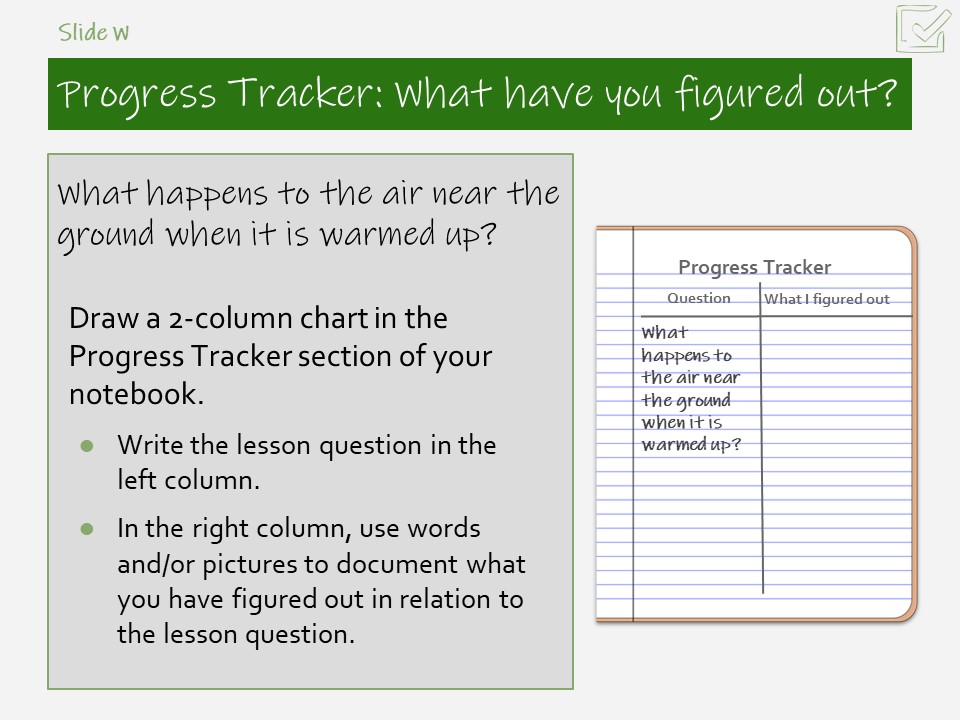 Slide W
Progress Tracker: What have you figured out?
What happens to the air near the
ground when it is warmed up?
Draw a 2-column chart in the
Progress Tracker section of your
notebook.
● Write the lesson question in the
left column.
● In the right column, use words
and/or pictures to document what
you have figured out in relation to
the lesson question.
Progress Tracker
Question What I figured out
What
happens to
the air near
the ground
when it is
warmed up?